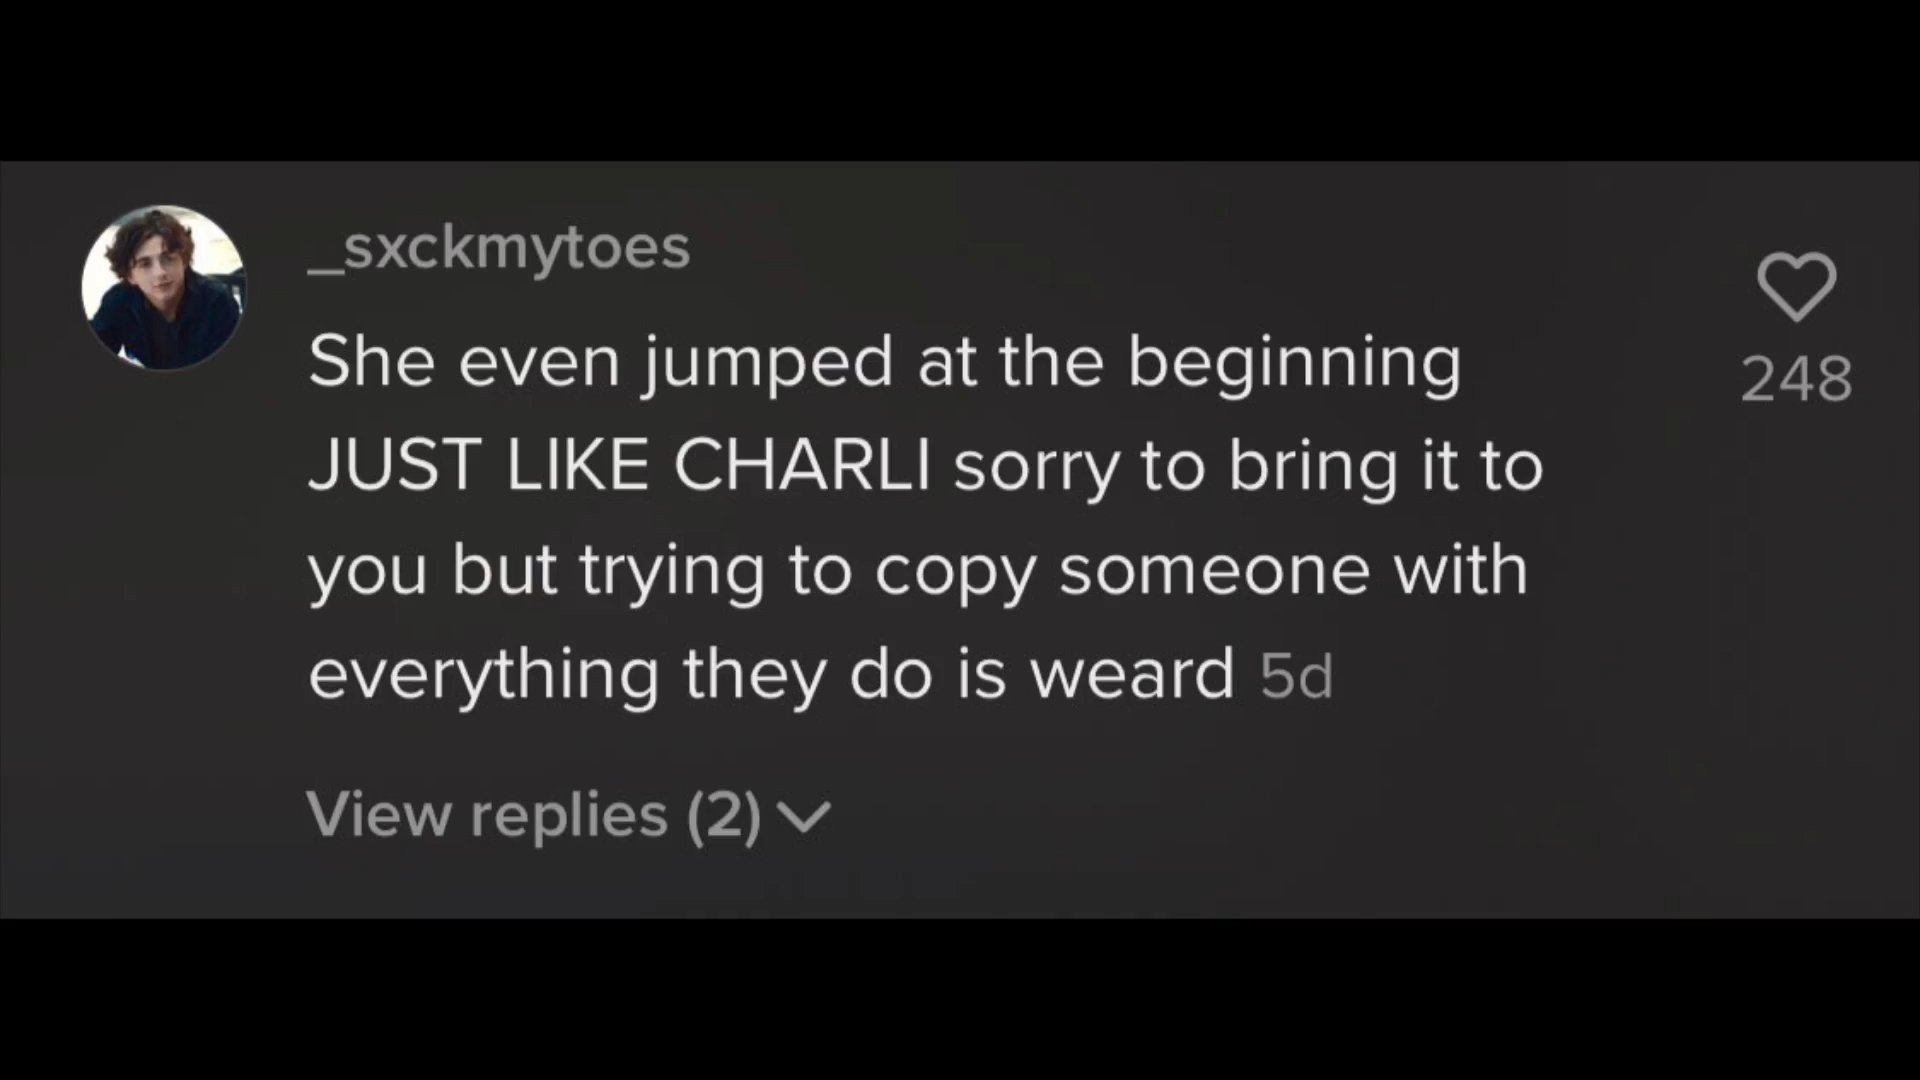 _sxckmytoes
She even jumped at the beginning
JUST LIKE CHARLI sorry to bring it to
you but trying to copy someone with
everything they do is weard 5d
248
View replies (2)